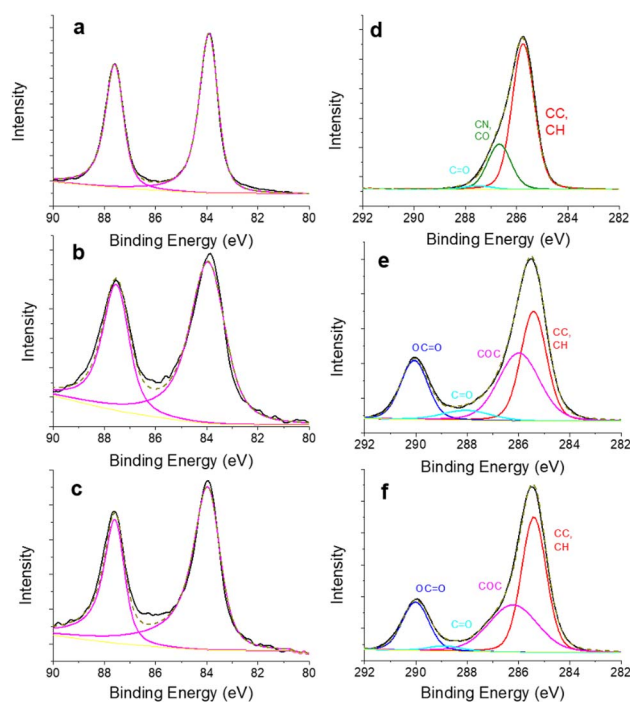 a
Intensity
90 88 86 84 82 80
Binding Energy (eV)
d
Intensity
CC,
CH
CN,
CO
C=O
292 290 288 286 284 282
Binding Energy (eV)
b
Intensity
90 88 86 84 82 80
Binding Energy (eV)
e
Intensity
OC=O
C=O
COC
CC,
CH
292 290 288 286 284 282
Binding Energy (eV)
c
Intensity
90 88 86 84 82 80
Binding Energy (eV)
f
Intensity
OC=O
C=O
COC
CC,
CH
292 290 288 286 284 282
Binding Energy (eV)